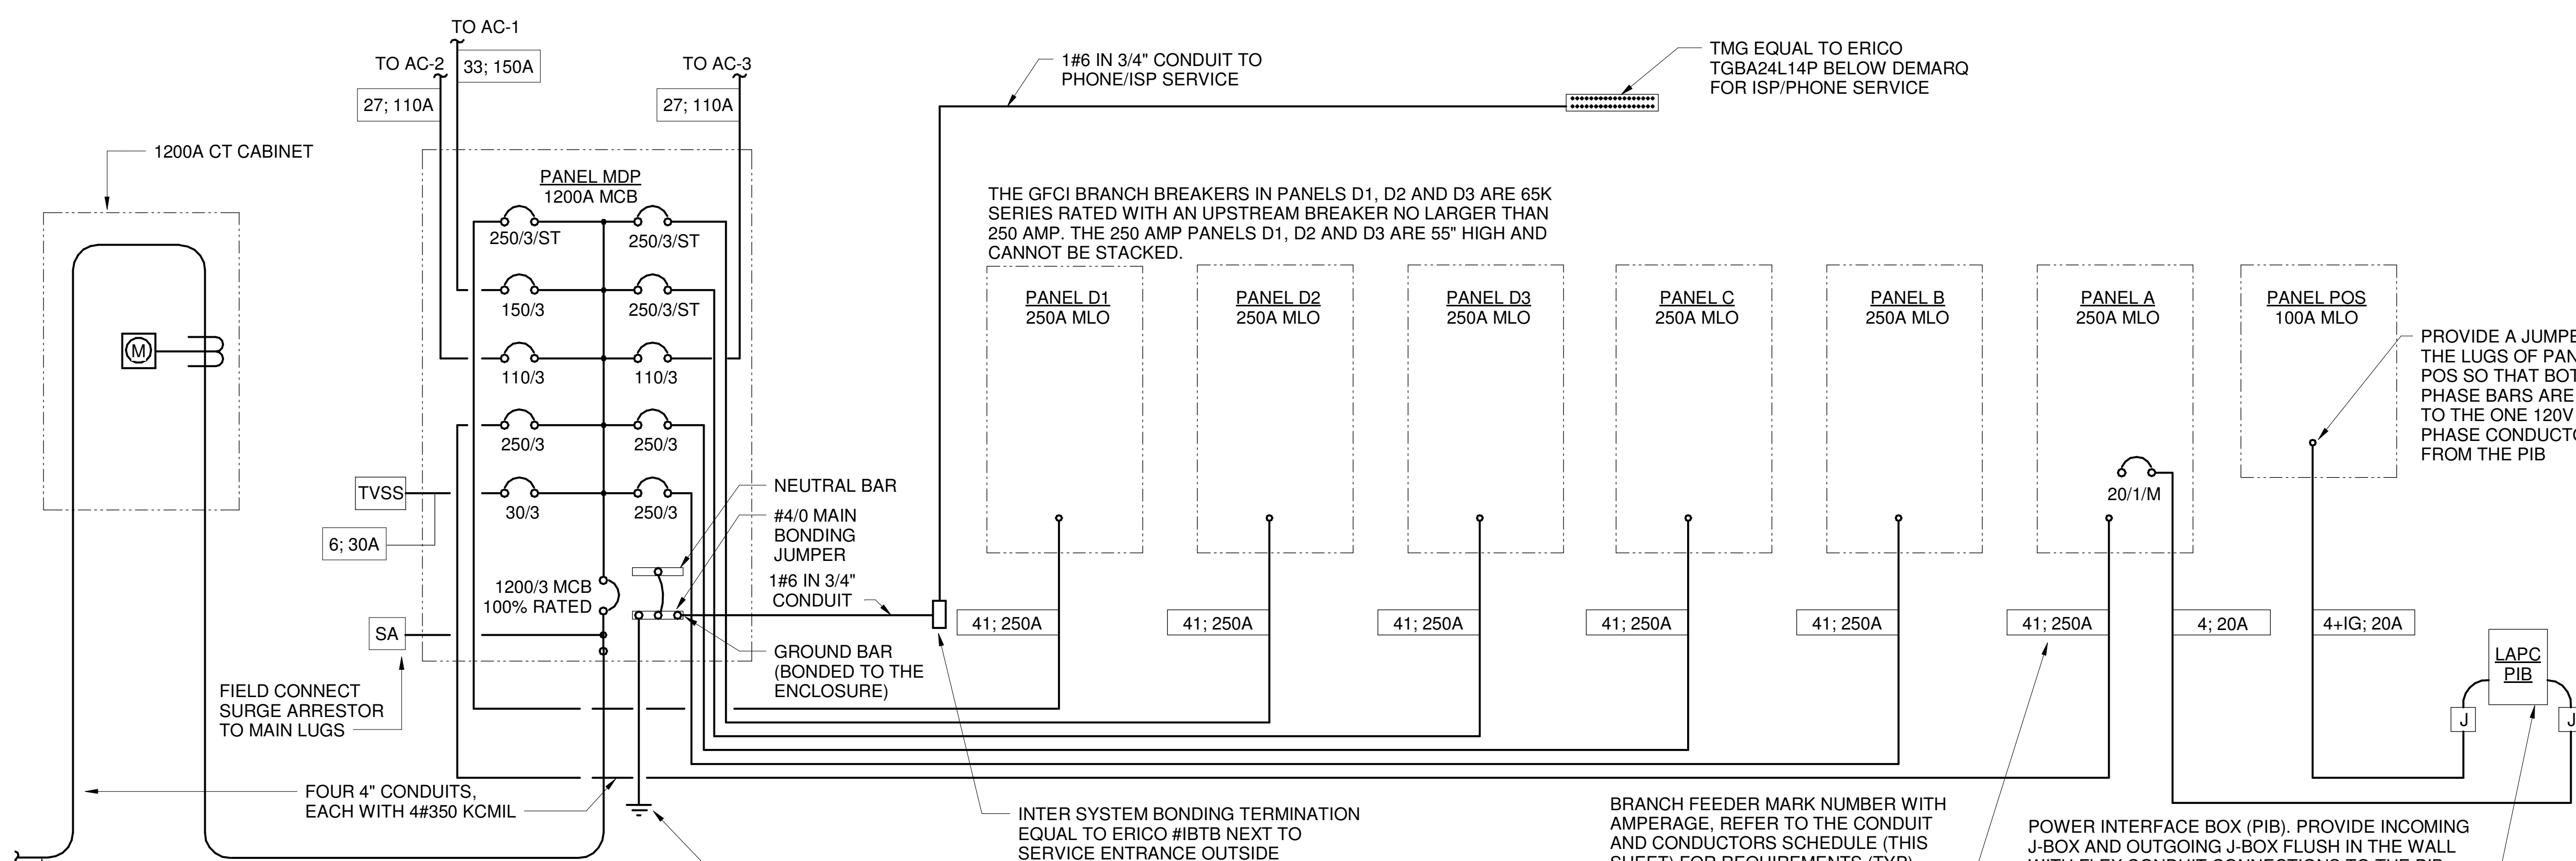 TO AC-1
TO AC-2
33; 150A
TO AC-3
27; 110A
27; 110A
1#6 IN 3/4" CONDUIT TO
PHONE/ISP SERVICE
TMG EQUAL TO ERICO
TGBA24L14P BELOW DEMARQ
FOR ISP/PHONE SERVICE
1200A CT CABINET
M
PANEL MDP
1200A MCB
250/3/ST
250/3/ST
150/3
250/3/ST
110/3
110/3
250/3
250/3
30/3
250/3
TVSS
6; 30A
1200/3 MCB
100% RATED
SA
FIELD CONNECT
SURGE ARRESTOR
TO MAIN LUGS
FOUR 4" CONDUITS,
EACH WITH 4#350 KCMIL
NEUTRAL BAR
#4/0 MAIN
BONDING
JUMPER
1#6 IN 3/4"
CONDUIT
GROUND BAR
(BONDED TO THE
ENCLOSURE)
THE GFCI BRANCH BREAKERS IN PANELS D1, D2 AND D3 ARE 65K
SERIES RATED WITH AN UPSTREAM BREAKER NO LARGER THAN
250 AMP. THE 250 AMP PANELS D1, D2 AND D3 ARE 55" HIGH AND
CANNOT BE STACKED.
PANEL D1
250A MLO
PANEL D2
250A MLO
PANEL D3
250A MLO
PANEL C
250A MLO
PANEL B
250A MLO
PANEL A
250A MLO
PANEL POS
100A MLO
20/1/M
PROVIDE A JUMPE
THE LUGS OF PAN
POS SO THAT BOT
PHASE BARS ARE
TO THE ONE 120V
PHASE CONDUCTO
FROM THE PIB
41; 250A
41; 250A
41; 250A
41; 250A
41; 250A
41; 250A
4; 20A
4+IG; 20A
LAPC
PIB
J
J
INTER SYSTEM BONDING TERMINATION
EQUAL TO ERICO #IBTB NEXT TO
SERVICE ENTRANCE OUTSIDE
BRANCH FEEDER MARK NUMBER WITH
AMPERAGE, REFER TO THE CONDUIT
AND CONDUCTORS SCHEDULE (THIS
SHEET) FOR REQUIREMENTS (TYP)
POWER INTERFACE BOX (PIB). PROVIDE INCOMING
J-BOX AND OUTGOING J-BOX FLUSH IN THE WALL
WITH FLEX CONDUIT CONNECTIONS TO THE PIB